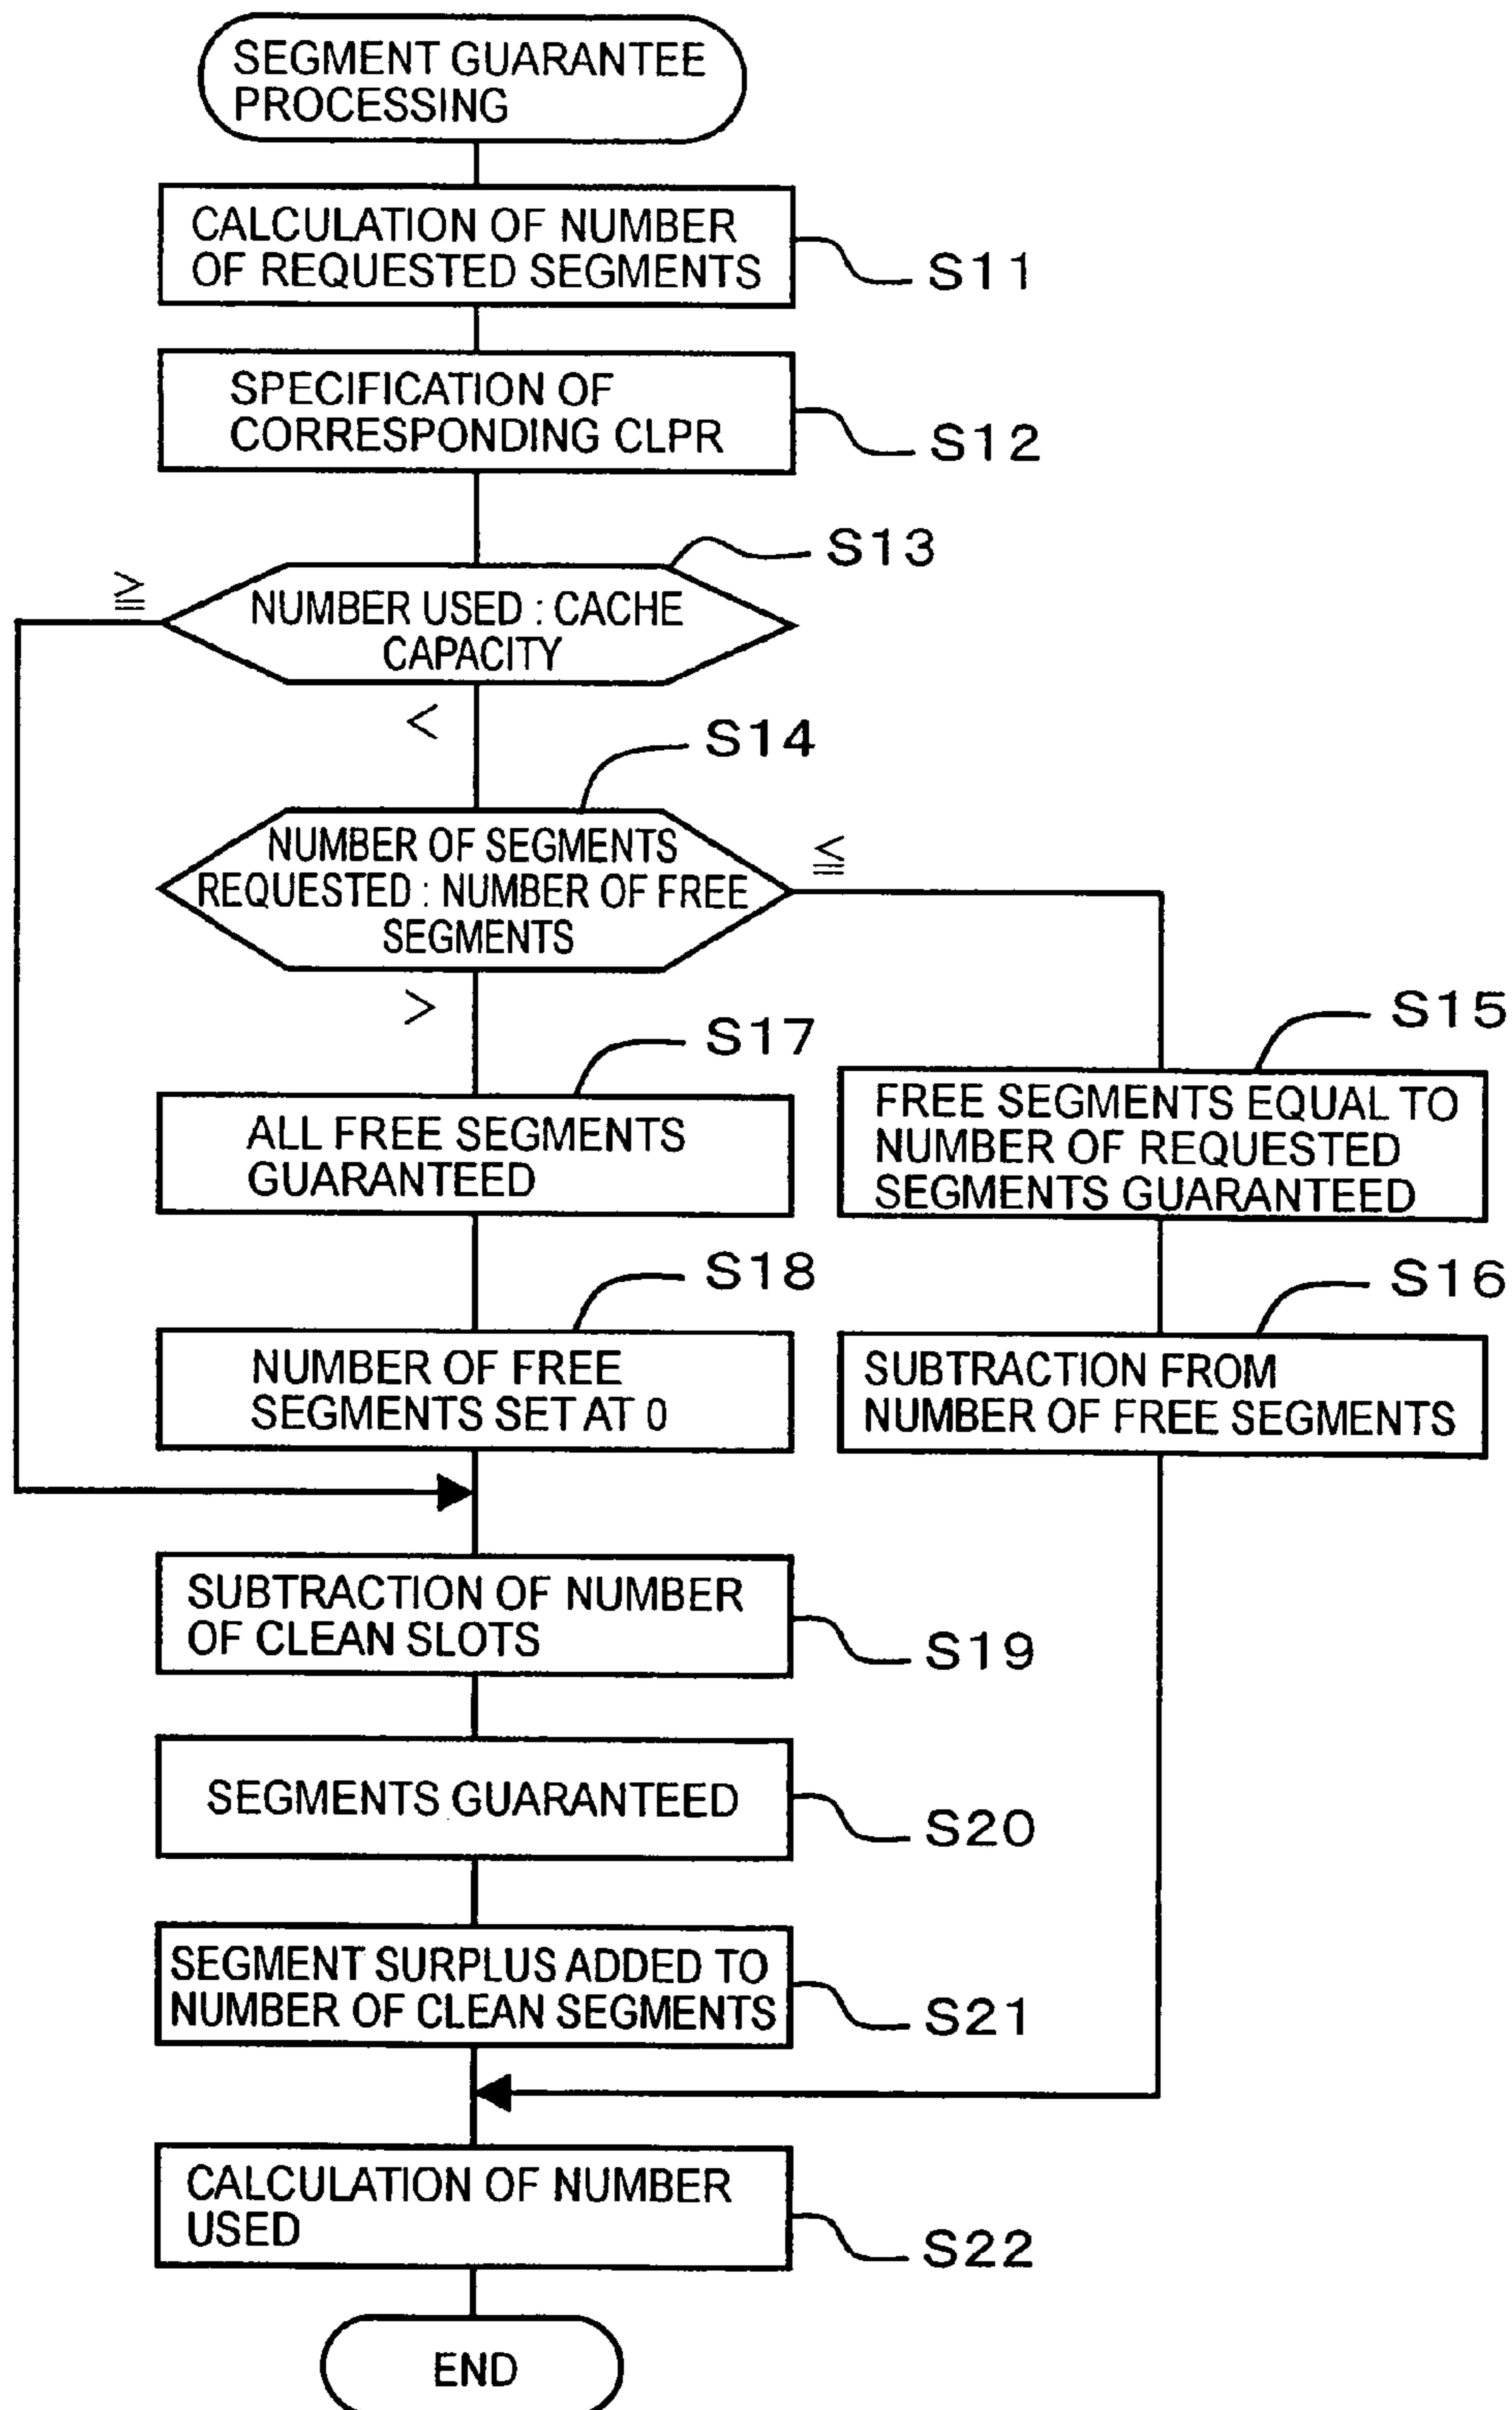 SEGMENT GUARANTEE
PROCESSING
CALCULATION OF NUMBER
OF REQUESTED SEGMENTS
S11
SPECIFICATION OF
CORRESPONDING CLPR
S12
S13
≧
NUMBER USED : CACHE
CAPACITY
<
S14
NUMBER OF SEGMENTS
REQUESTED : NUMBER OF FREE
SEGMENTS
≦
>
S17
S15
ALL FREE SEGMENTS
GUARANTEED
FREE SEGMENTS EQUAL TO
NUMBER OF REQUESTED
SEGMENTS GUARANTEED
S18
S16
NUMBER OF FREE
SEGMENTS SET AT 0
SUBTRACTION FROM
NUMBER OF FREE SEGMENTS
SUBTRACTION OF NUMBER
OF CLEAN SLOTS
S19
SEGMENTS GUARANTEED
S20
SEGMENT SURPLUS ADDED TO
NUMBER OF CLEAN SEGMENTS
S21
CALCULATION OF NUMBER
USED
S22
END